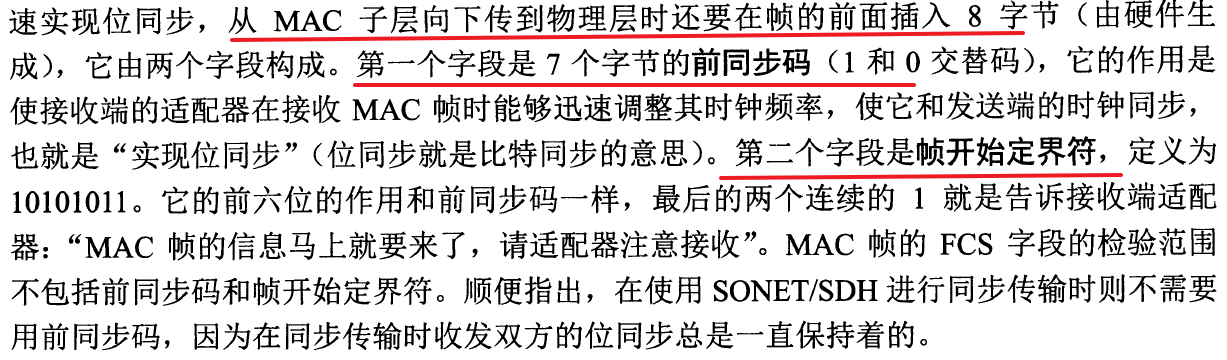 速实现位同步，从 MAC 子层向下传到物理层时还要在帧的前面插入 8 字节（由硬件生
成），它由两个字段构成。第一个字段是 7 个字节的前同步码（1 和 0 交替码），它的作用是
使接收端的适配器在接收 MAC 帧时能够迅速调整其时钟频率，使它和发送端的时钟同步，
也就是“实现位同步”（位同步就是比特同步的意思）。第二个字段是帧开始定界符，定义为
10101011。它的前六位的作用和前同步码一样，最后的两个连续的 1 就是告诉接收端适配
器：“MAC 帧的信息马上就要来了，请适配器注意接收”。MAC 帧的 FCS 字段的检验范围
不包括前同步码和帧开始定界符。顺便指出，在使用 SONET/SDH 进行同步传输时则不需要
用前同步码，因为在同步传输时收发双方的位同步总是一直保持着的。